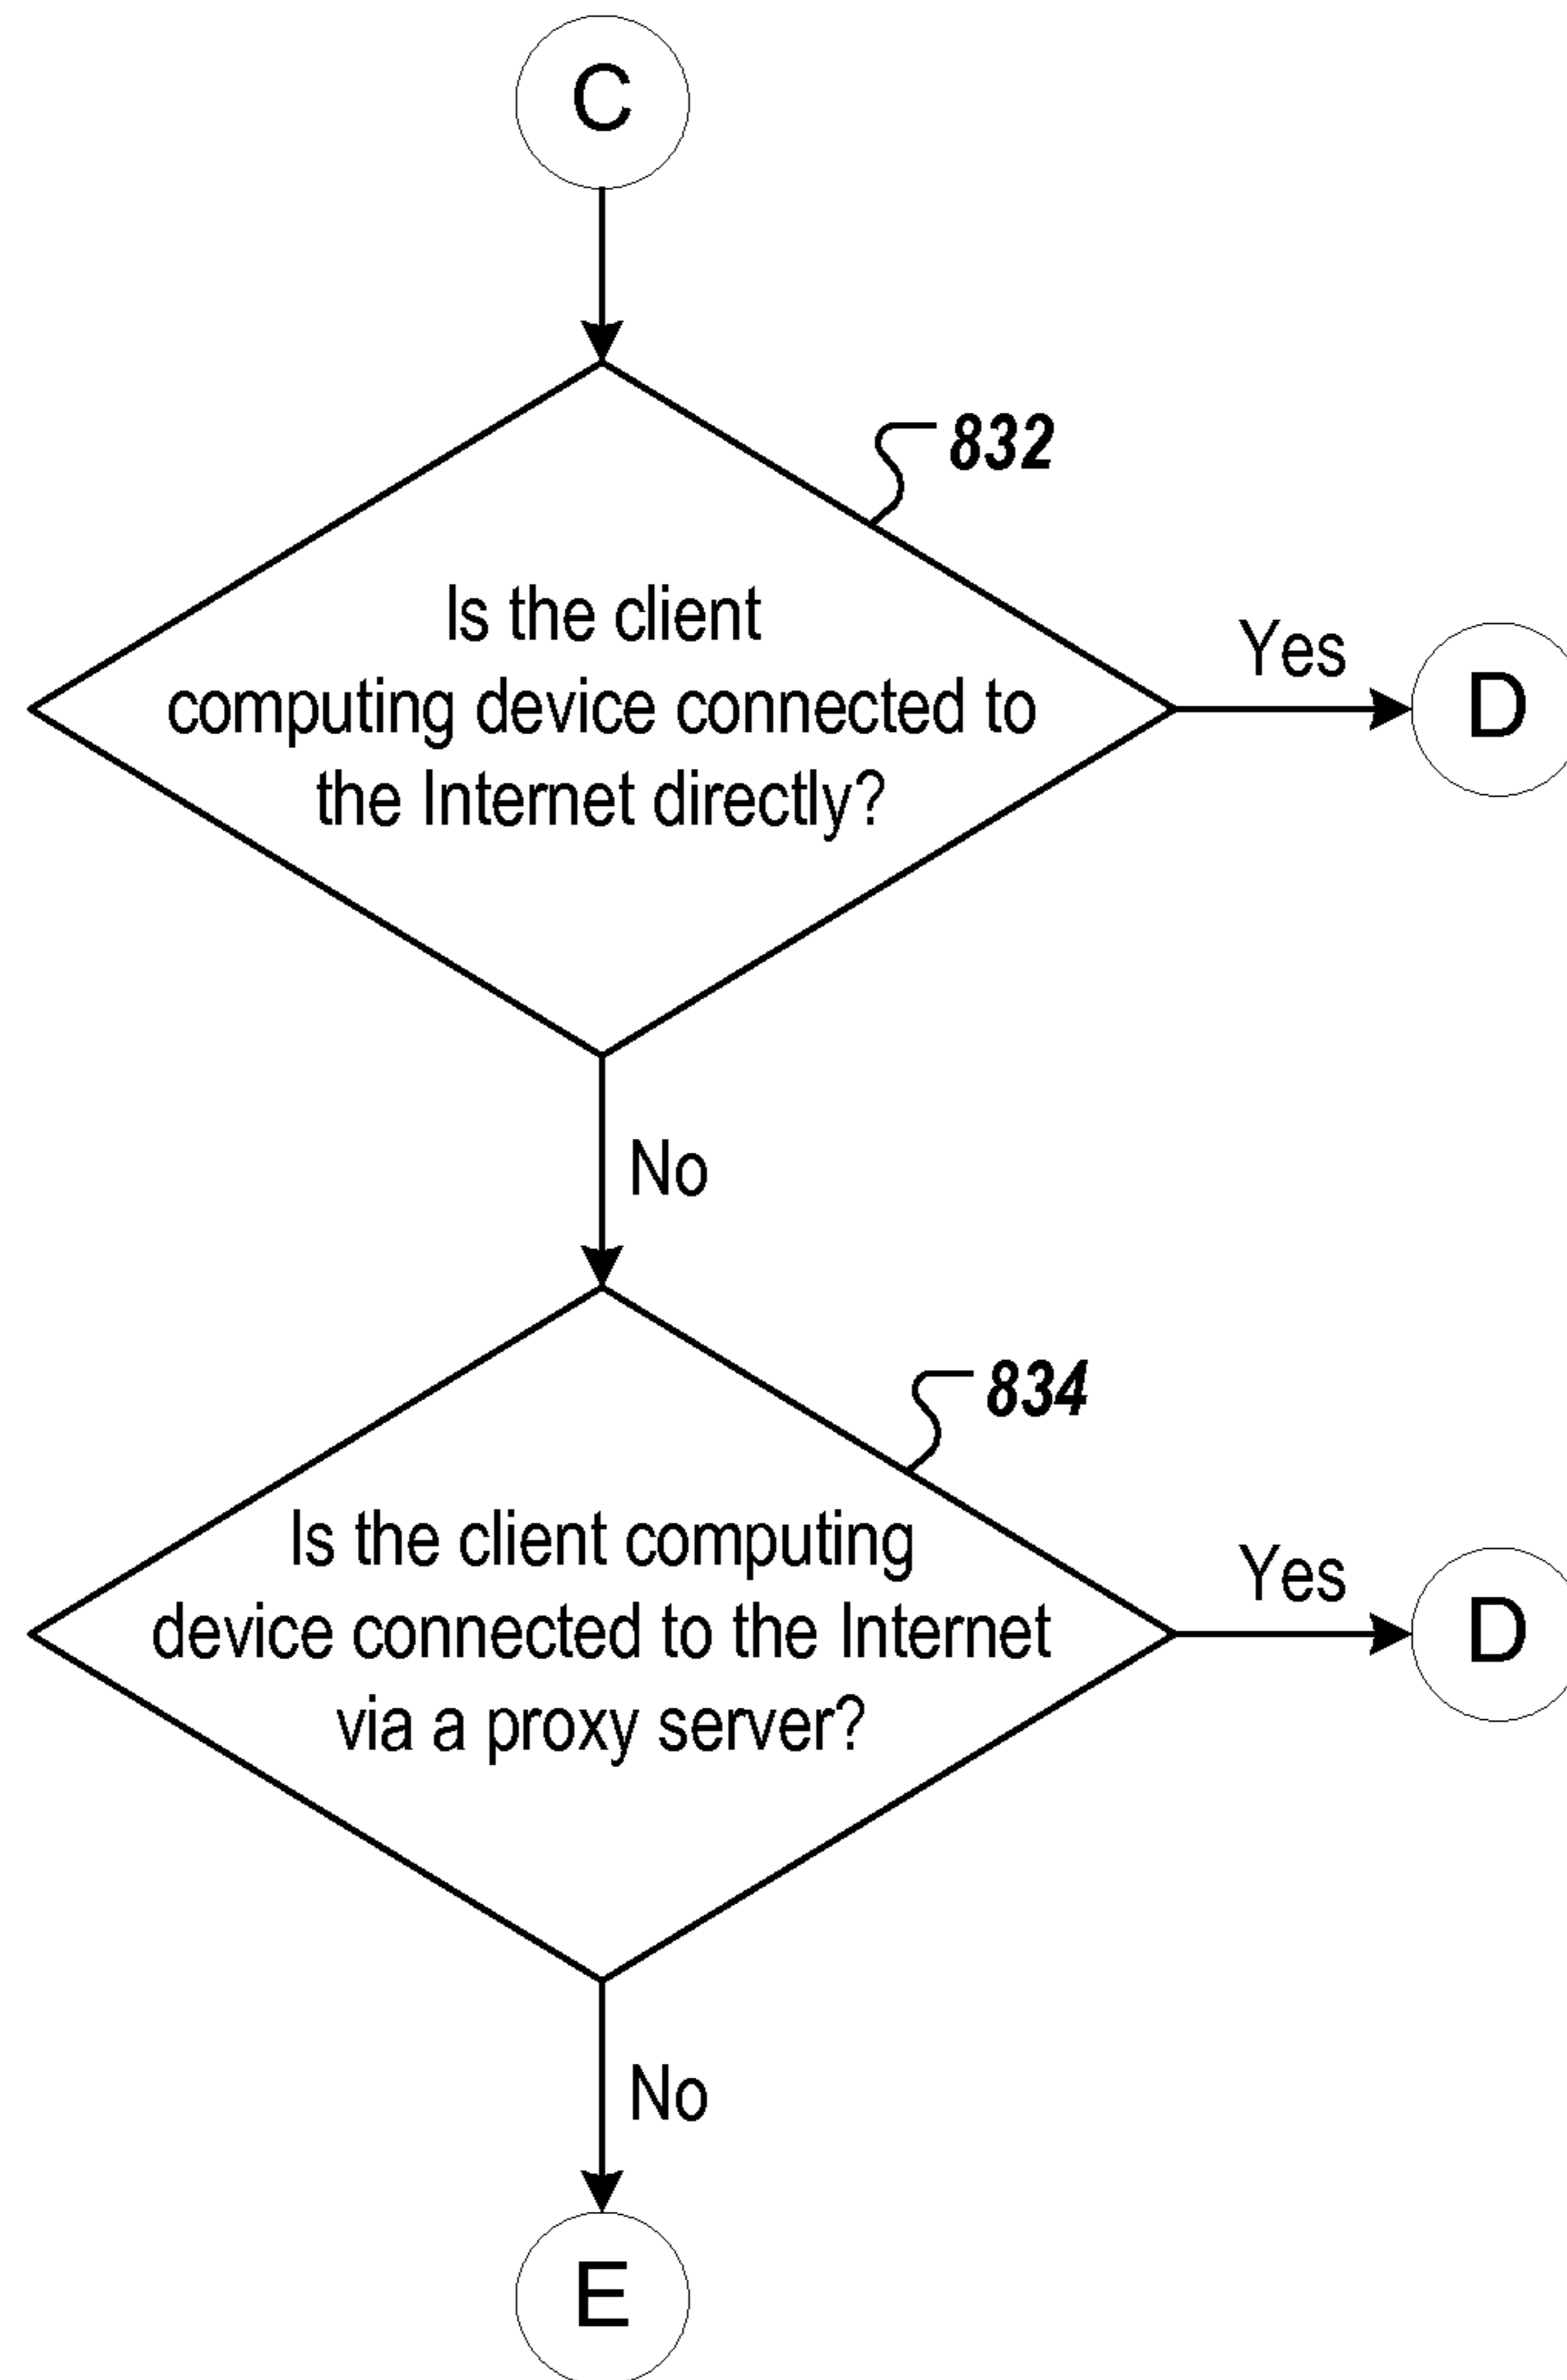 C
832
Is the client
computing device connected to
the Internet directly?
Yes
D
No
834
Is the client computing
device connected to the Internet
via a proxy server?
Yes
D
No
E